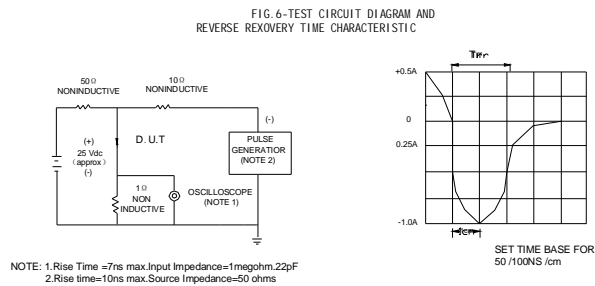 FIG.6-TEST CIRCUIT DIAGRAM AND
REVERSE REXOVERY TIME CHARACTERISTIC
50Ω
NONINDUCTIVE
10Ω
NONINDUCTIVE
(+)
25 Vdc
(approx)
(-)
D.U.T
1Ω
NON
INDUCTIVE
OSCILLOSCOPE
(NOTE 1)
(-)
PULSE
GENERATIOR
(NOTE 2)
Trr
+0.5A
0
0.25A
-1.0A
SET TIME BASE FOR
50 /100NS /cm
NOTE: 1.Rise Time =7ns max.Input Impedance=1megohm.22pF
2.Rise time=10ns max.Source Impedance=50 ohms